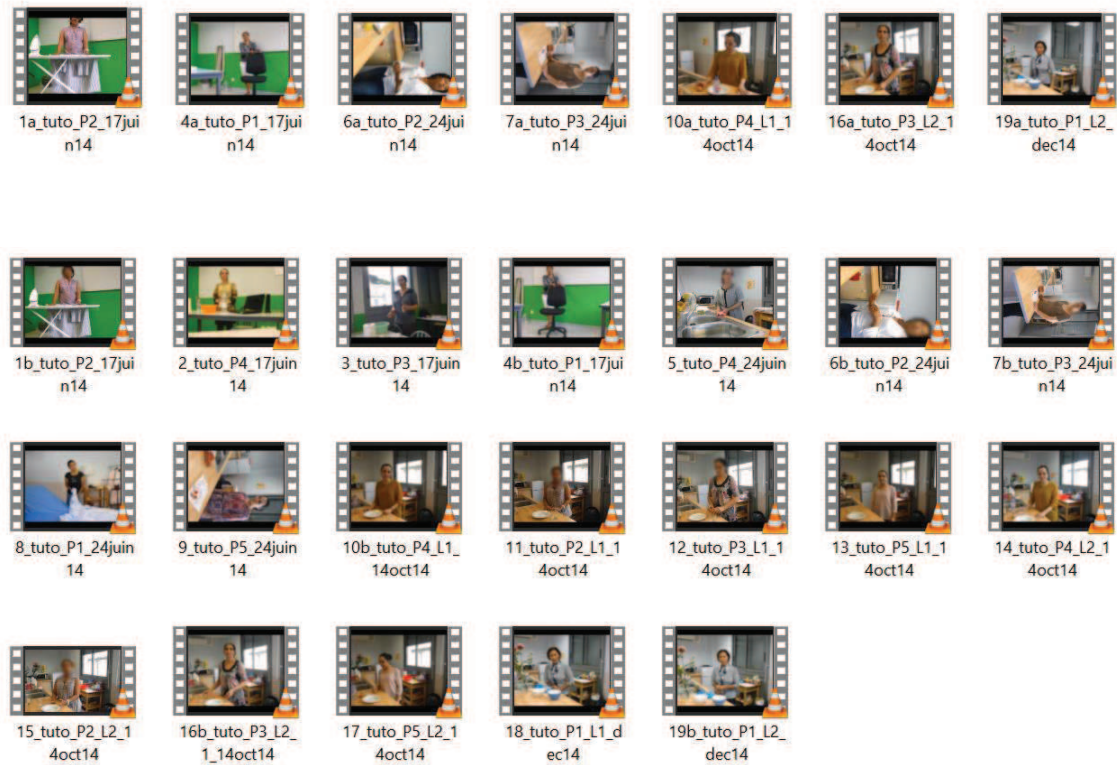 1a_tuto_P2_17jui
n14
4a_tuto_P1_17jui
n14
6a_tuto_P2_24jui
n14
7a_tuto_P3_24jui
n14
10a_tuto_P4_L1_1
4oct14
16a_tuto_P3_L2_1
4oct14
19a_tuto_P1_L2_
dec14
1b_tuto_P2_17jui
n14
2_tuto_P4_17juin
14
3_tuto_P3_17juin
14
4b_tuto_P1_17jui
n14
5_tuto_P4_24juin
14
6b_tuto_P2_24jui
n14
7b_tuto_P3_24jui
n14
8_tuto_P1_24juin
14
9_tuto_P5_24juin
14
10b_tuto_P4_L1_
14oct14
11_tuto_P2_L1_1
4oct14
12_tuto_P3_L1_1
4oct14
13_tuto_P5_L1_1
4oct14
14_tuto_P4_L2_1
4oct14
15_tuto_P2_L2_1
4oct14
16b_tuto_P3_L2_
1_14oct14
17_tuto_P5_L2_1
4oct14
18_tuto_P1_L1_d
ec14
19b_tuto_P1_L2_
dec14